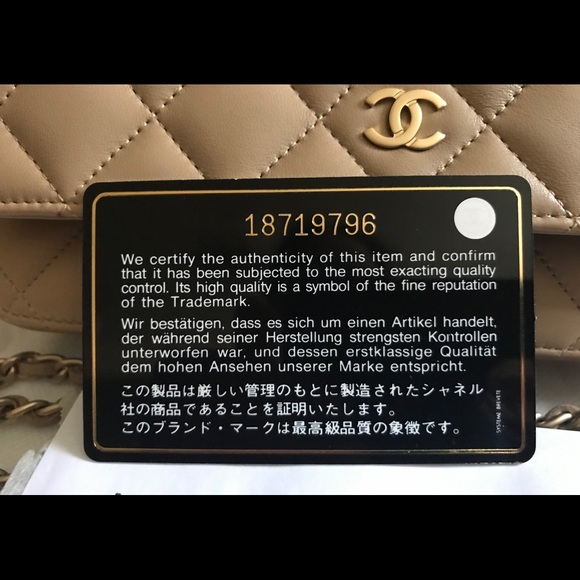 18719796
We certify the authenticity of this item and confirm
that it has been subjected to the most exacting quality
control. Its high quality is a symbol of the fine reputation
of the Trademark.
Wir bestätigen, dass es sich um einen Artikel handelt,
der während seiner Herstellung strengsten Kontrollen
unterworfen war, und dessen erstklassige Qualität
dem hohen Ansehen unserer Marke entspricht.
この製品は厳しい管理のもとに製造されたシャネル
社の商品であることを証明いたします。
このブランド・マークは最高級品質の象徴です。
SYSTEME BREVETE